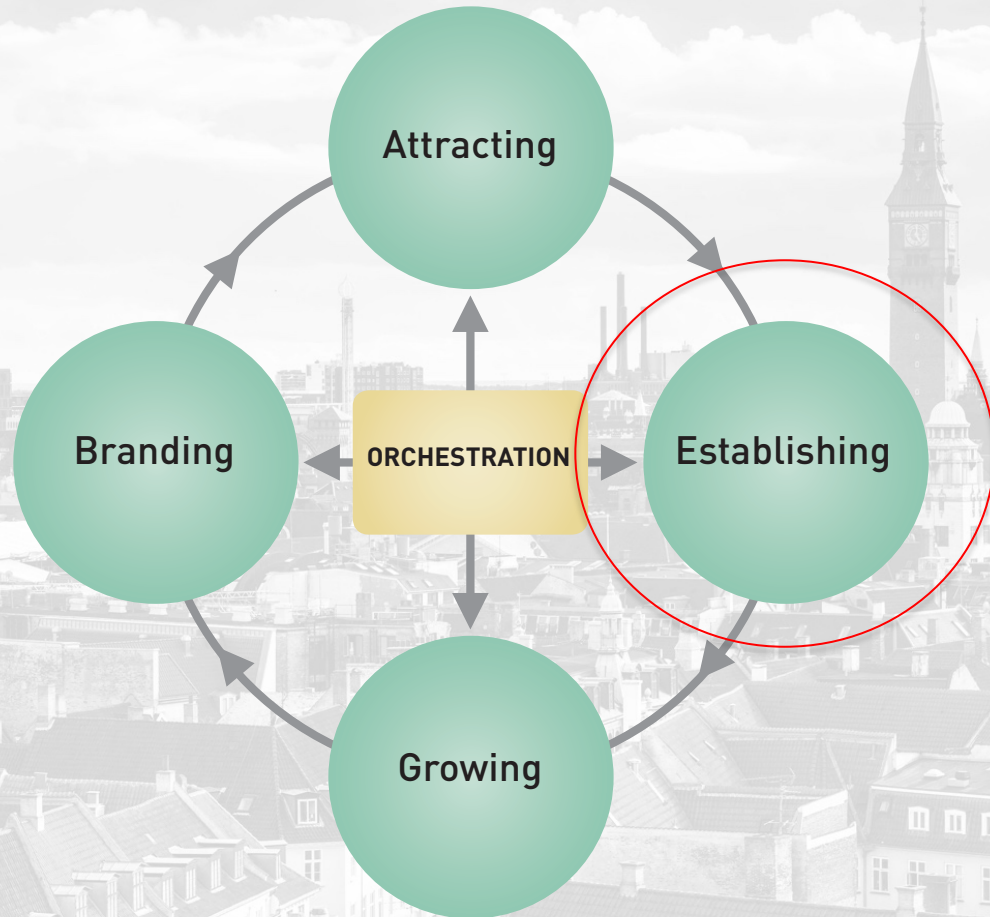 Attracting
Branding
ORCHESTRATION
Establishing
Growing